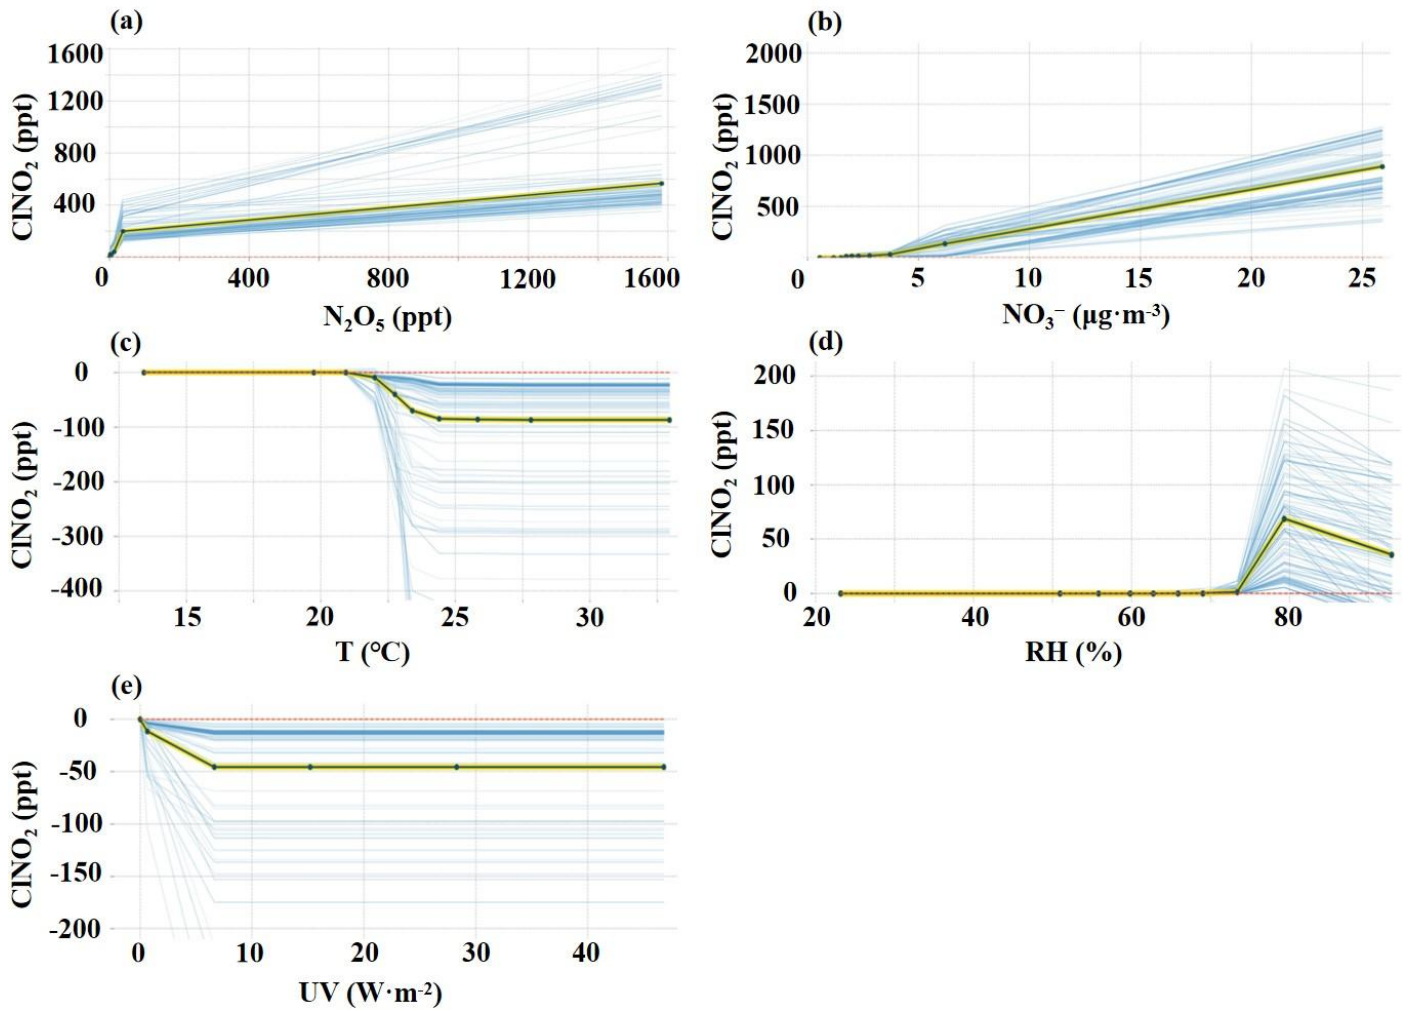 (a)
1600
1200
800
400
ClNO₂ (ppt)
0 400 800 1200 1600
N₂O₅ (ppt)
(b)
2000
1500
1000
500
ClNO₂ (ppt)
0 5 10 15 20 25
NO₃⁻ (μg·m⁻³)
(c)
0
-100
-200
-300
-400
ClNO₂ (ppt)
15 20 25 30
T (℃)
(d)
200
150
100
50
0
ClNO₂ (ppt)
20 40 60 80
RH (%)
(e)
0
-50
-100
-150
-200
ClNO₂ (ppt)
0 10 20 30 40
UV (W·m⁻²)